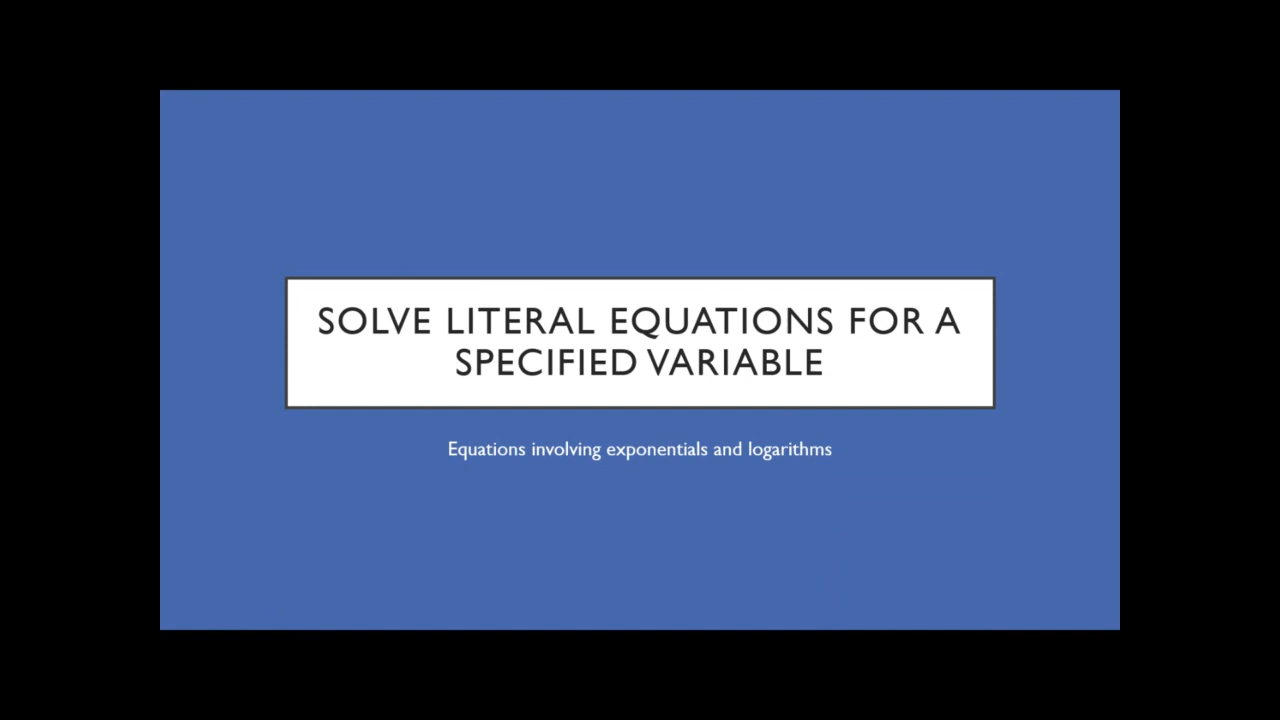 SOLVE LITERAL EQUATIONS FOR A
SPECIFIED VARIABLE
Equations involving exponentials and logarithms